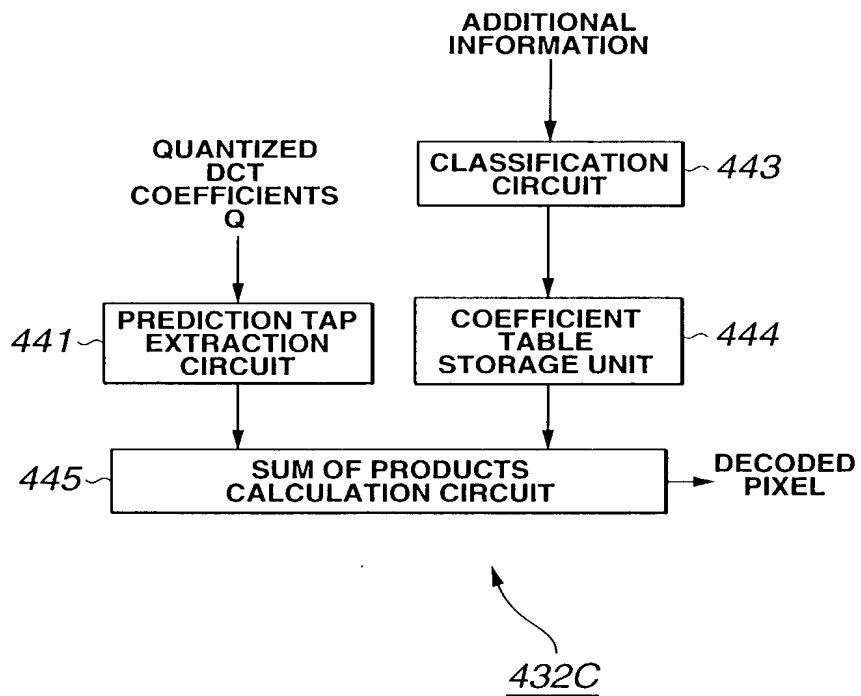 ADDITIONAL
INFORMATION
QUANTIZED
DCT
COEFFICIENTS
Q
CLASSIFICATION
CIRCUIT
443
441
PREDICTION TAP
EXTRACTION
CIRCUIT
COEFFICIENT
TABLE
STORAGE UNIT
444
445
SUM OF PRODUCTS
CALCULATION CIRCUIT
DECODED
PIXEL
432C